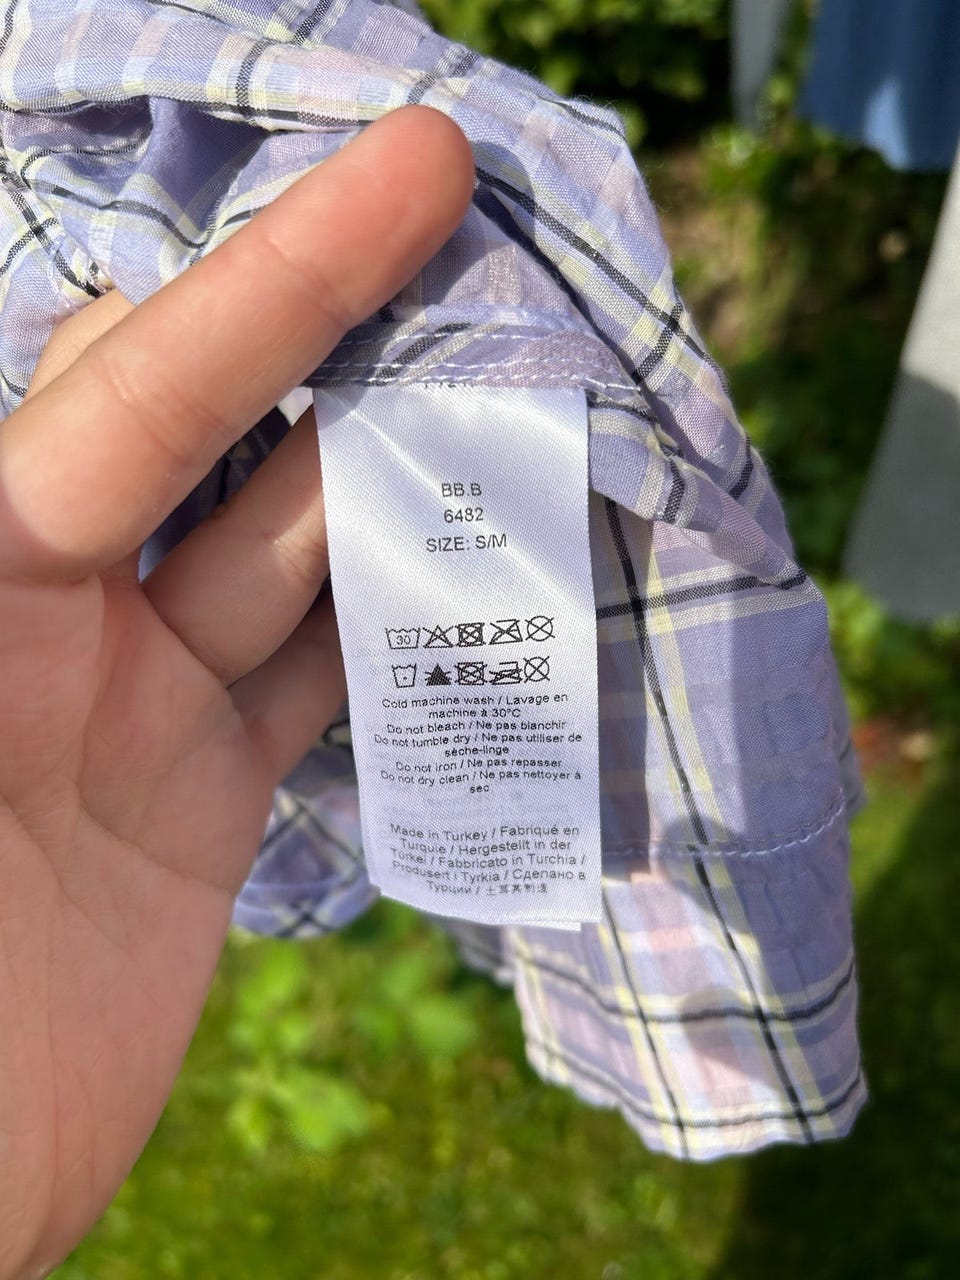 BB.B
6482
SIZE: S/M
30
Cold machine wash / Lavage en
machine à 30°C
Do not bleach / Ne pas blanchir
Do not tumble dry / Ne pas utiliser de
sèche-linge
Do not iron / Ne pas repasser
Do not dry clean / Ne pas nettoyer à
sec
Made in Turkey / Fabriqué en
Turquie / Hergestellt in der
Türkei / Fabbricato in Turchia /
Produsert i Tyrkia / Сделано в
Турции / 土耳其制造